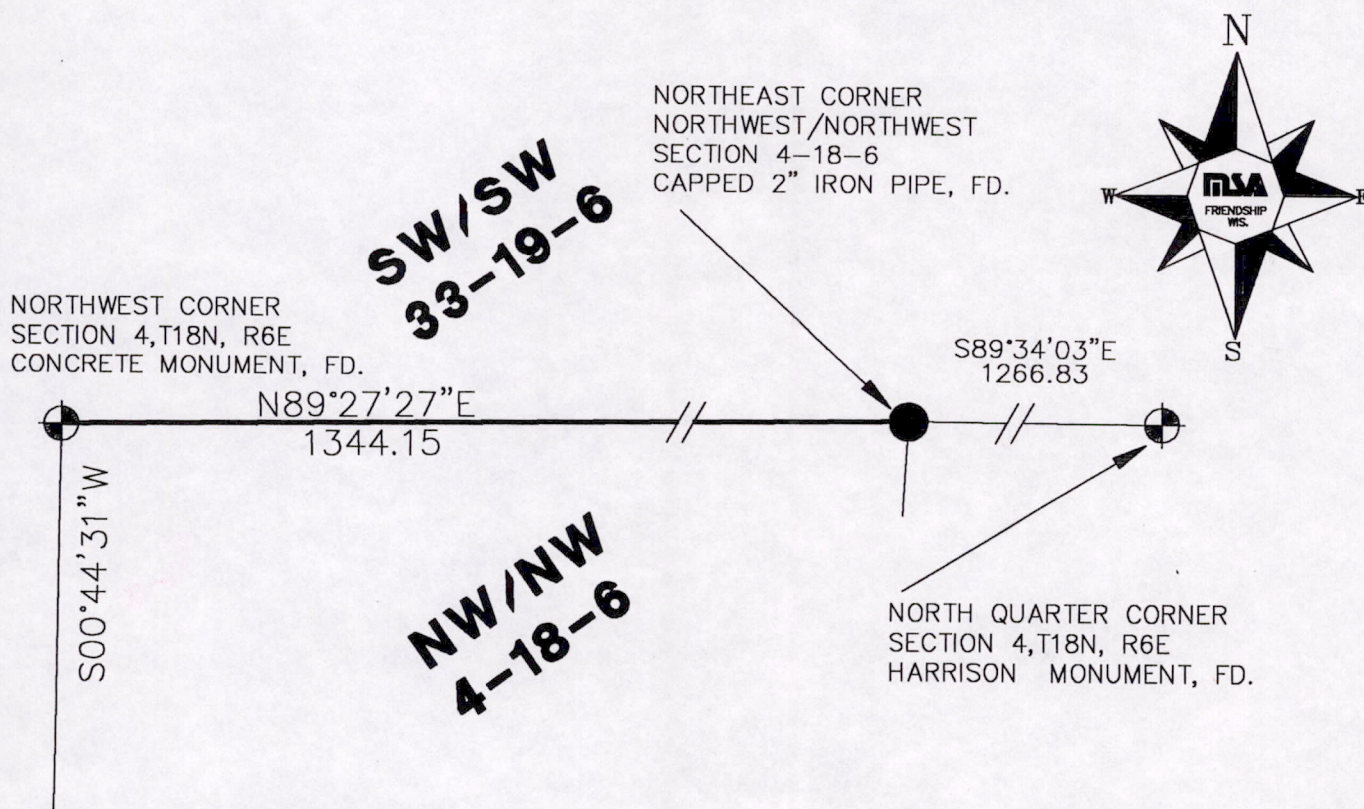 N
NORTHEAST CORNER
NORTHWEST/NORTHWEST
SECTION 4-18-6
CAPPED 2" IRON PIPE, FD.
W
MSA
FRIENDSHIP
WIS.
E
S
SW/SW
33-19-6
NORTHWEST CORNER
SECTION 4,T18N, R6E
CONCRETE MONUMENT, FD.
S89°34'03"E
1266.83
N89°27'27"E
1344.15
S00°44'31"W
NW/NW
4-18-6
NORTH QUARTER CORNER
SECTION 4,T18N, R6E
HARRISON MONUMENT, FD.